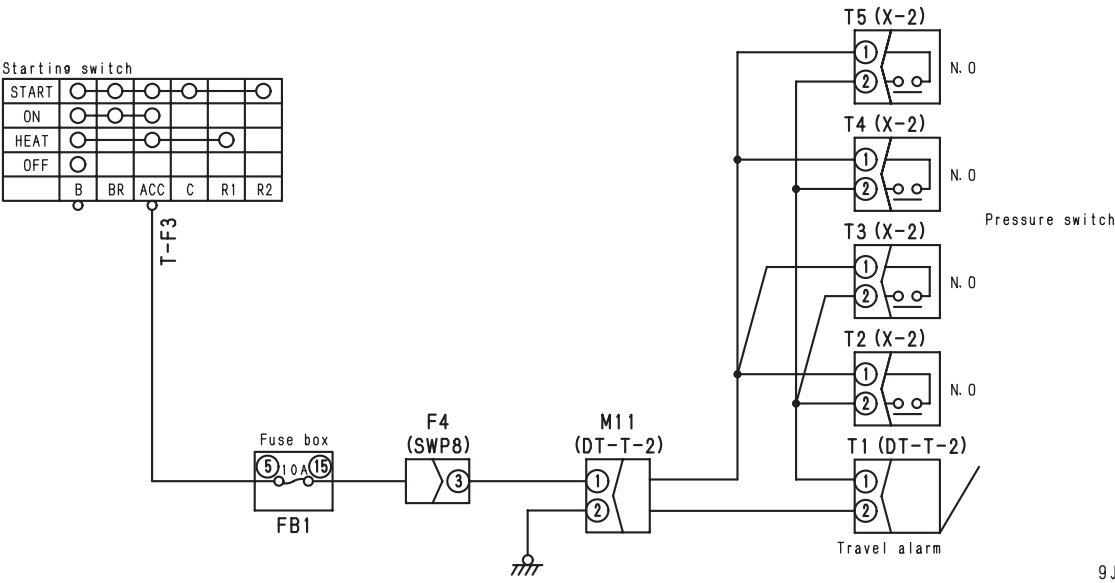 Starting switch
START
ON
HEAT
OFF
B BR ACC C R1 R2
T-F3
Fuse box
5 10A 15
FB1
F4
(SWP8)
3
M11
(DT-T-2)
1
2
T5 (X-2)
1
2
N.O
T4 (X-2)
1
2
N.O
Pressure switch
T3 (X-2)
1
2
N.O
T2 (X-2)
1
2
N.O
T1 (DT-T-2)
1
2
Travel alarm
9J